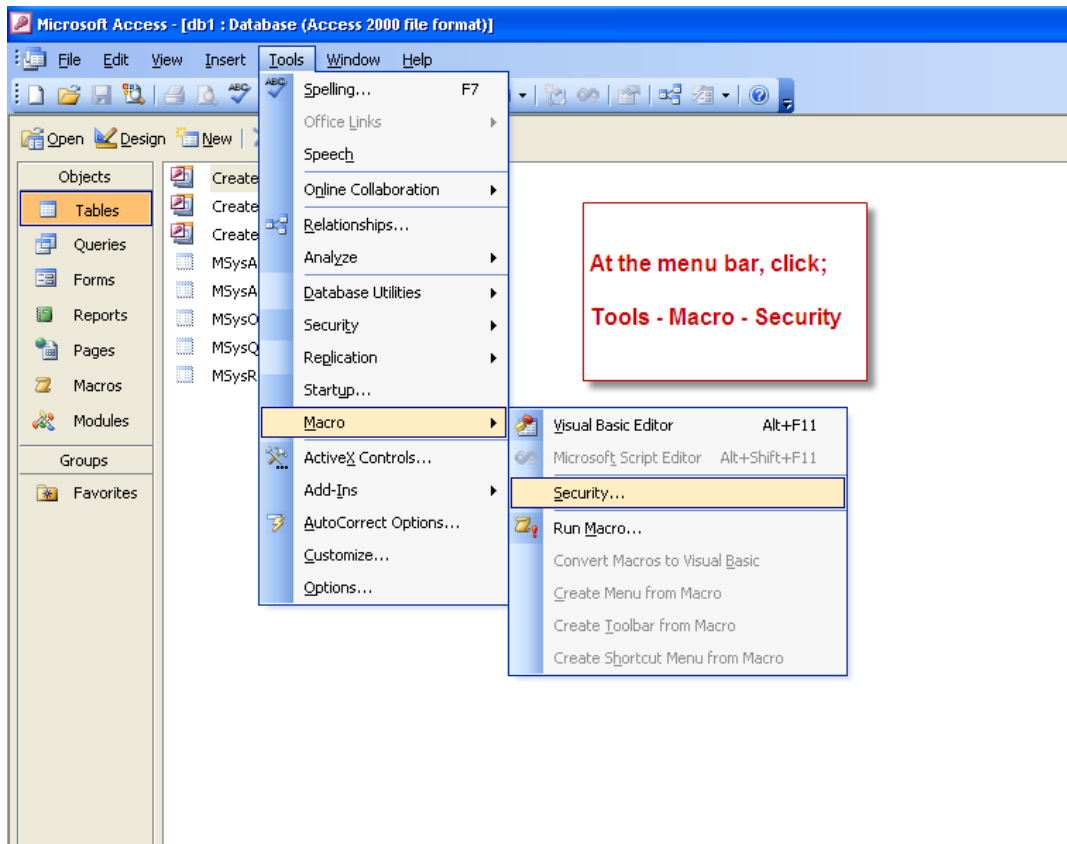 Microsoft Access - [db1 : Database (Access 2000 file format)]
File Edit View Insert Tools Window Help
Open Design New
Objects
Tables
Queries
Forms
Reports
Pages
Macros
Modules
Groups
Favorites
Create
Create
Create
MSysA
MSysA
MSysO
MSysQ
MSysR
Spelling... F7
Office Links
Speech
Online Collaboration
Relationships...
Analyze
Database Utilities
Security
Replication
Startup...
Macro
ActiveX Controls...
Add-Ins
AutoCorrect Options...
Customize...
Options...
Visual Basic Editor Alt+F11
Microsoft Script Editor Alt+Shift+F11
Security...
Run Macro...
Convert Macros to Visual Basic
Create Menu from Macro
Create Toolbar from Macro
Create Shortcut Menu from Macro
At the menu bar, click;
Tools - Macro - Security